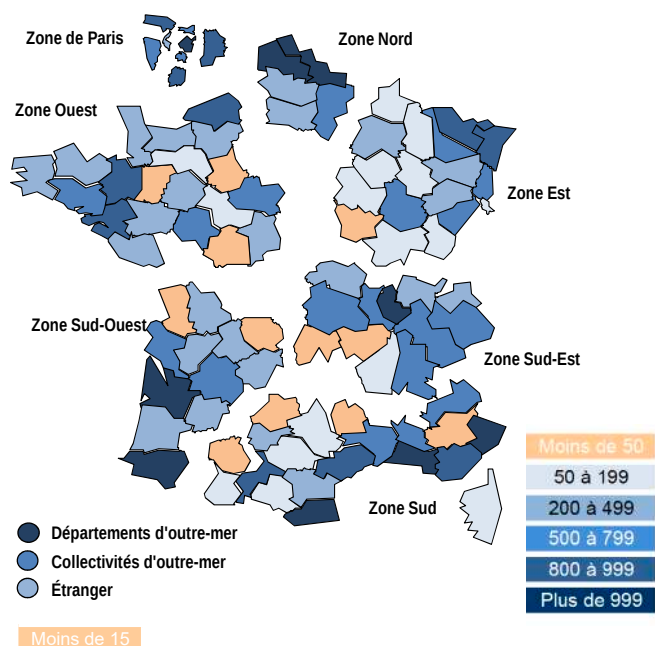 Zone de Paris
Zone Nord
Zone Ouest
Zone Est
Zone Sud-Ouest
Zone Sud-Est
Zone Sud
Départements d'outre-mer
Collectivités d'outre-mer
Étranger
Moins de 50
50 à 199
200 à 499
500 à 799
800 à 999
Plus de 999
Moins de 15